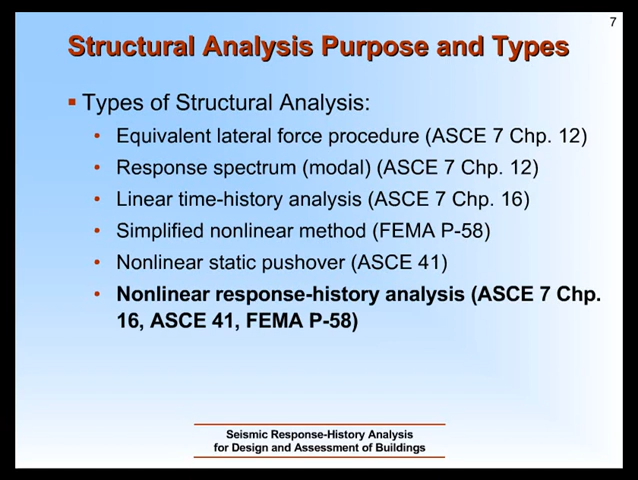 7
Structural Analysis Purpose and Types
▪ Types of Structural Analysis:
• Equivalent lateral force procedure (ASCE 7 Chp. 12)
• Response spectrum (modal) (ASCE 7 Chp. 12)
• Linear time-history analysis (ASCE 7 Chp. 16)
• Simplified nonlinear method (FEMA P-58)
• Nonlinear static pushover (ASCE 41)
• Nonlinear response-history analysis (ASCE 7 Chp.
16, ASCE 41, FEMA P-58)
Seismic Response-History Analysis
for Design and Assessment of Buildings